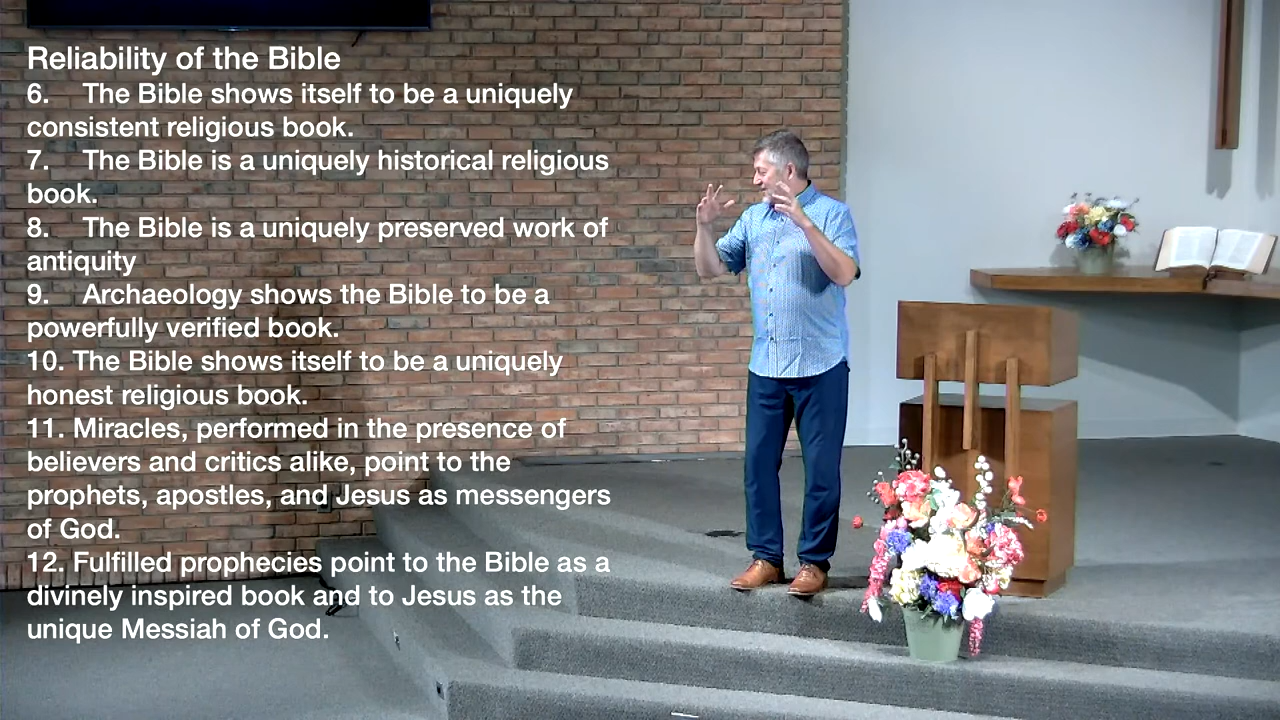 Reliability of the Bible
6. The Bible shows itself to be a uniquely
consistent religious book.
7. The Bible is a uniquely historical religious
book.
8. The Bible is a uniquely preserved work of
antiquity
9. Archaeology shows the Bible to be a
powerfully verified book.
10. The Bible shows itself to be a uniquely
honest religious book.
11. Miracles, performed in the presence of
believers and critics alike, point to the
prophets, apostles, and Jesus as messengers
of God.
12. Fulfilled prophecies point to the Bible as a
divinely inspired book and to Jesus as the
unique Messiah of God.